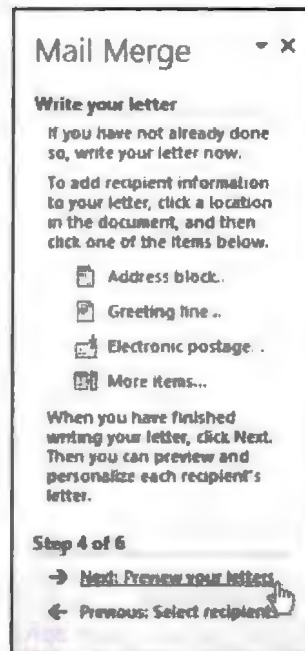 Mail Merge
Write your letter
If you have not already done
so, write your letter now.
To add recipient information
to your letter, click a location
in the document, and then
click one of the items below.
Address block..
Greeting line ..
Electronic postage. .
More items...
When you have finished
writing your letter, click Next.
Then you can preview and
personalize each recipient's
letter.
Step 4 of 6
Next: Preview your letters
Previous: Select recipients